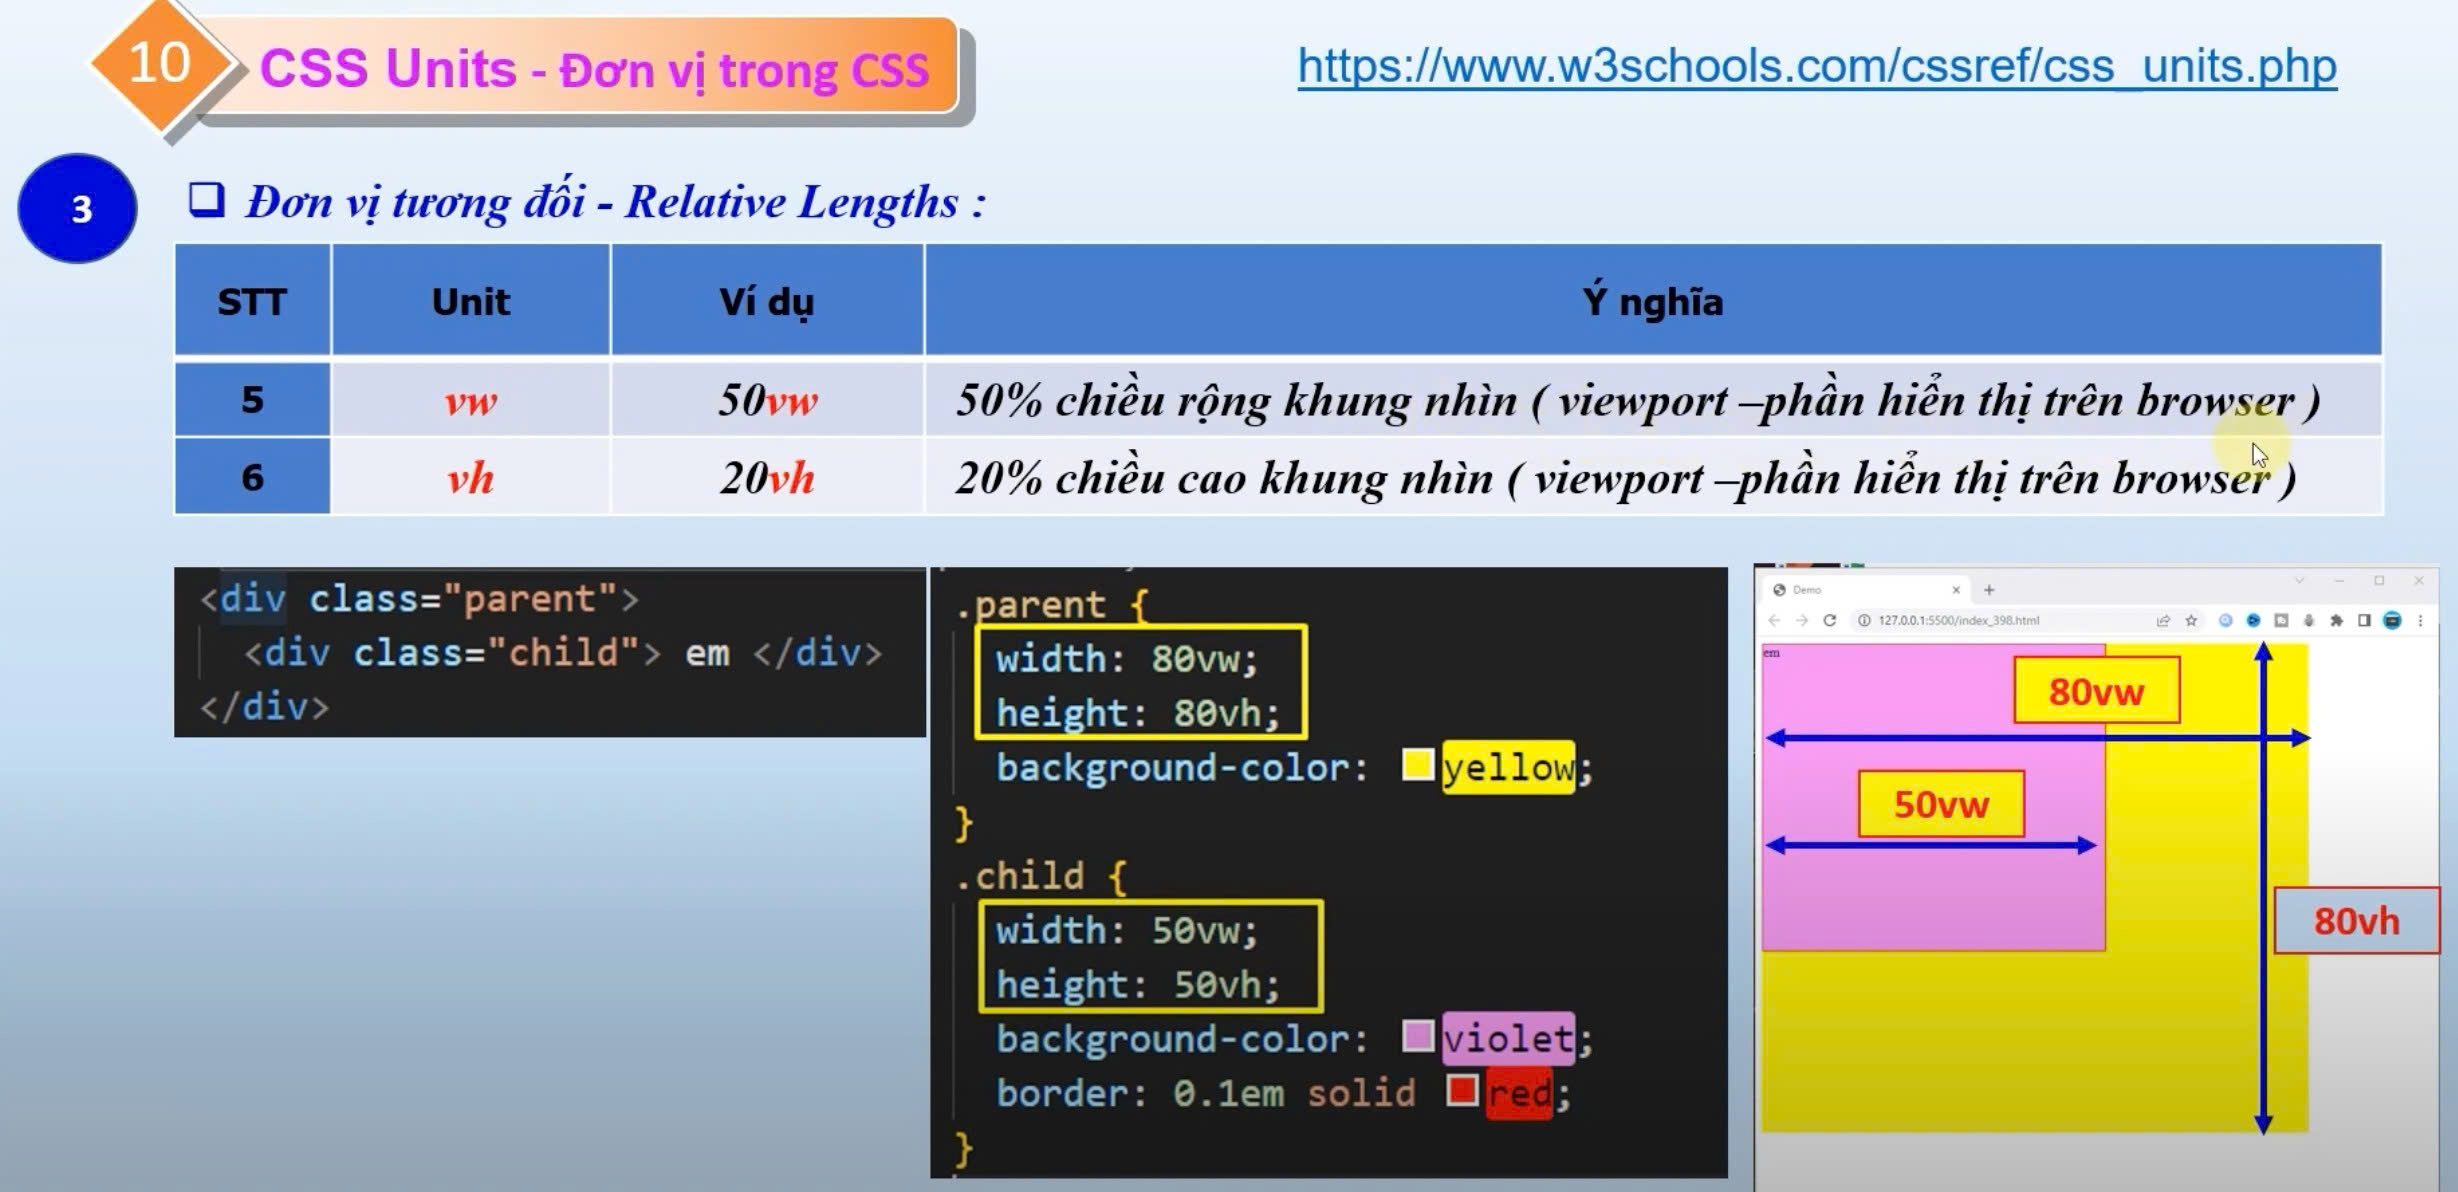 10
CSS Units - Đơn vị trong CSS
https://www.w3schools.com/cssref/css_units.php
3
Đơn vị tương đối - Relative Lengths :
STT Unit Ví dụ Ý nghĩa
5 vw 50vw 50% chiều rộng khung nhìn ( viewport –phần hiển thị trên browser )
6 vh 20vh 20% chiều cao khung nhìn ( viewport –phần hiển thị trên browser )
<div class="parent">
<div class="child"> em </div>
</div>
.parent {
width: 80vw;
height: 80vh;
background-color: yellow;
}
.child {
width: 50vw;
height: 50vh;
background-color: violet;
border: 0.1em solid red;
}
Demo
127.0.0.1:5500/index_398.html
em
80vw
50vw
80vh